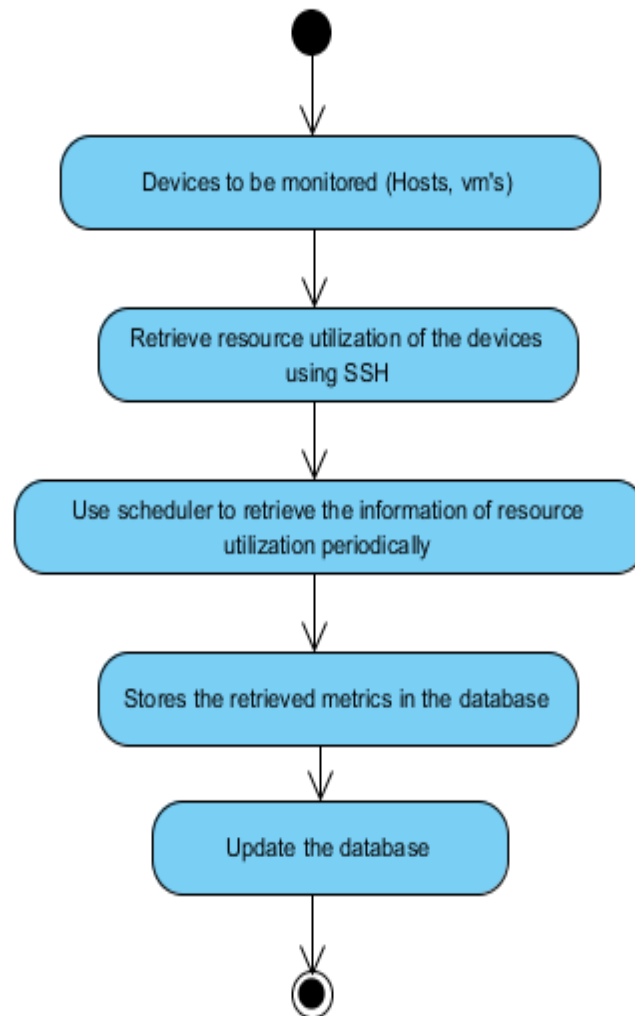 Devices to be monitored (Hosts, vm's)
Retrieve resource utilization of the devices
using SSH
Use scheduler to retrieve the information of resource
utilization periodically
Stores the retrieved metrics in the database
Update the database